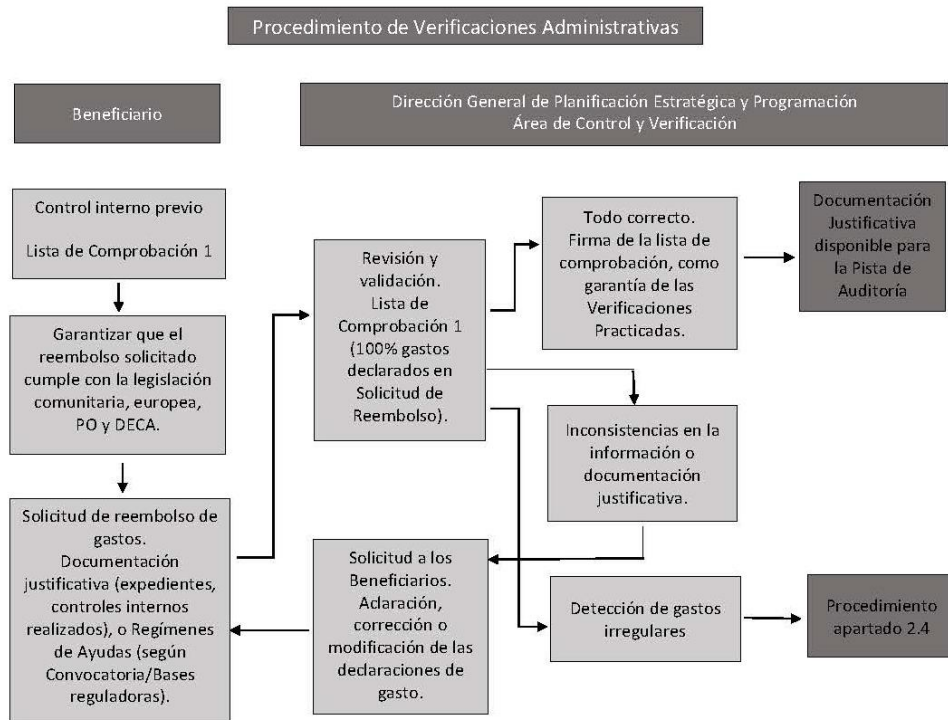 Procedimiento de Verificaciones Administrativas
Beneficiario
Dirección General de Planificación Estratégica y Programación
Área de Control y Verificación
Control interno previo
Lista de Comprobación 1
Garantizar que el
reembolso solicitado
cumple con la legislación
comunitaria, europea,
PO y DECA.
Solicitud de reembolso de
gastos.
Documentación
justificativa (expedientes,
controles internos
realizados), o Regímenes
de Ayudas (según
Convocatoria/Bases
reguladoras).
Revisión y
validación.
Lista de
Comprobación 1
(100% gastos
declarados en
Solicitud de
Reembolso).
Solicitud a los
Beneficiarios.
Aclaración,
corrección o
modificación de las
declaraciones de
gasto.
Todo correcto.
Firma de la lista de
comprobación, como
garantía de las
Verificaciones
Practicadas.
Inconsistencias en la
información o
documentación
justificativa.
Detección de gastos
irregulares
Documentación
Justificativa
disponible para
la Pista de
Auditoría
Procedimiento
apartado 2.4